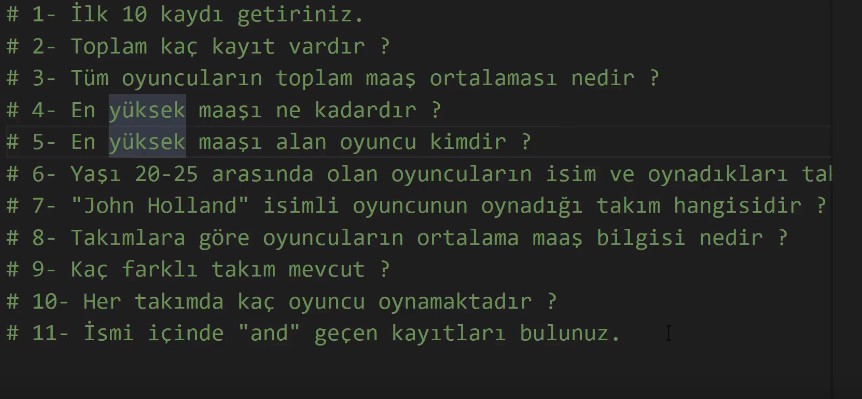 # 1- İlk 10 kaydı getiriniz.
# 2- Toplam kaç kayıt vardır ?
# 3- Tüm oyuncuların toplam maaş ortalaması nedir ?
# 4- En yüksek maaşı ne kadardır ?
# 5- En yüksek maaşı alan oyuncu kimdir ?
# 6- Yaşı 20-25 arasında olan oyuncuların isim ve oynadıkları
# 7- "John Holland" isimli oyuncunun oynadığı takım hangisidir ?
# 8- Takımlara göre oyuncuların ortalama maaş bilgisi nedir ?
# 9- Kaç farklı takım mevcut ?
# 10- Her takımda kaç oyuncu oynamaktadır ?
# 11- İsmi içinde "and" geçen kayıtları bulunuz.